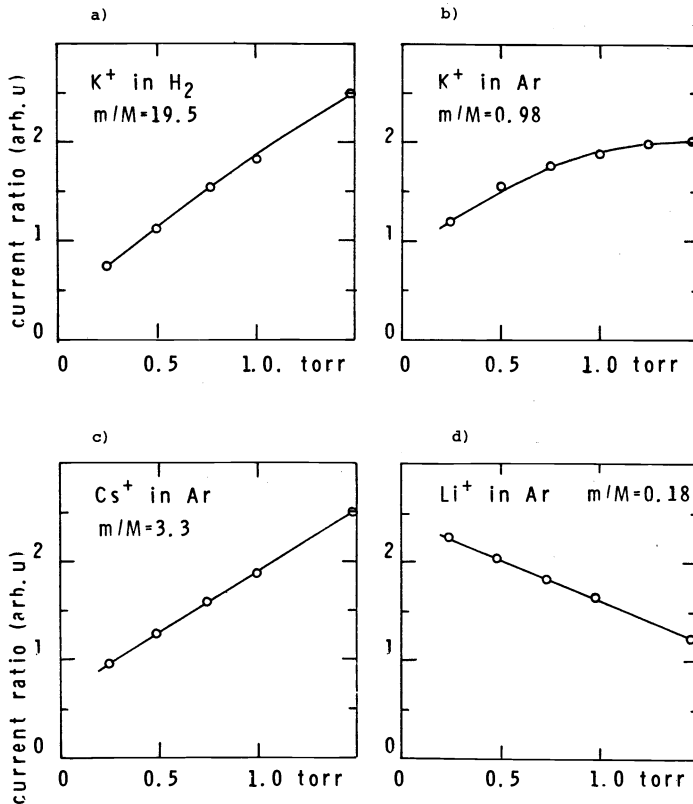 a)
K+ in H2
m/M=19.5
current ratio (arh.u)
2
1
0
0 0.5 1.0. torr
b)
K+ in Ar
m/M=0.98
2
1
0
0 0.5 1.0 torr
c)
Cs+ in Ar
m/M=3.3
current ratio (arh.u)
2
1
0
0 0.5 1.0 torr
d)
Li+ in Ar m/M=0.18
2
1
0
0 0.5 1.0 torr